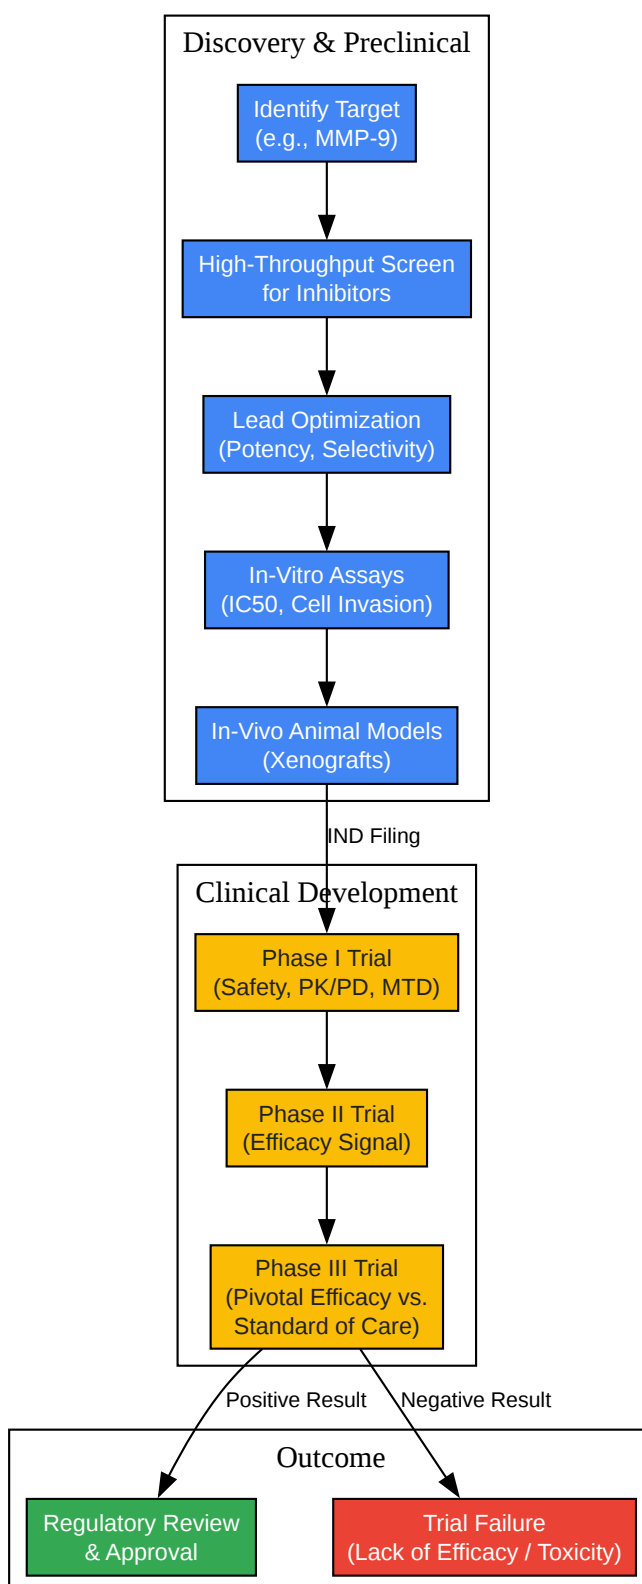 Discovery & Preclinical
Identify Target
(e.g., MMP-9)
High-Throughput Screen
for Inhibitors
Lead Optimization
(Potency, Selectivity)
In-Vitro Assays
(IC50, Cell Invasion)
In-Vivo Animal Models
(Xenografts)
IND Filing
Clinical Development
Phase I Trial
(Safety, PK/PD, MTD)
Phase II Trial
(Efficacy Signal)
Phase III Trial
(Pivotal Efficacy vs.
Standard of Care)
Positive Result
Negative Result
Outcome
Regulatory Review
& Approval
Trial Failure
(Lack of Efficacy / Toxicity)